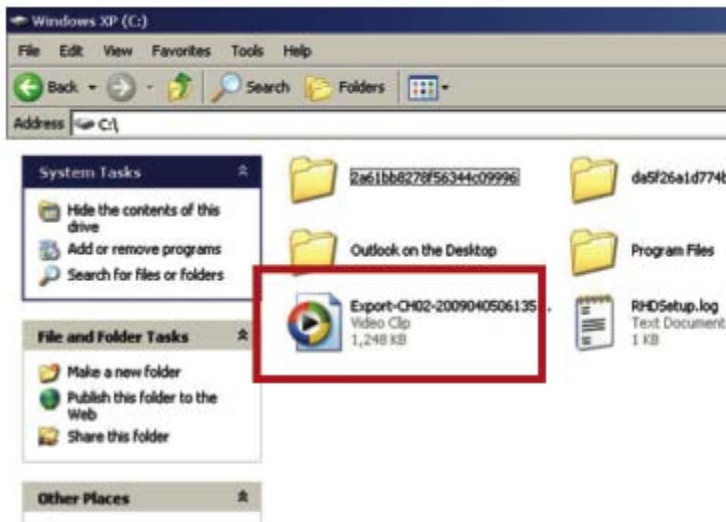 Windows XP (C:)
File Edit View Favorites Tools Help
Back Search Folders
Address C:\
System Tasks
Hide the contents of this
drive
Add or remove programs
Search for files or folders
File and Folder Tasks
Make a new folder
Publish this folder to the
Web
Share this folder
Other Places
2a61bb8278f56344c09996
da5f26a1d774b
Outlook on the Desktop
Program Files
Export-CH02-2009040506135...
Video Clip
1,248 KB
RHDSetup.log
Text Document
1 KB